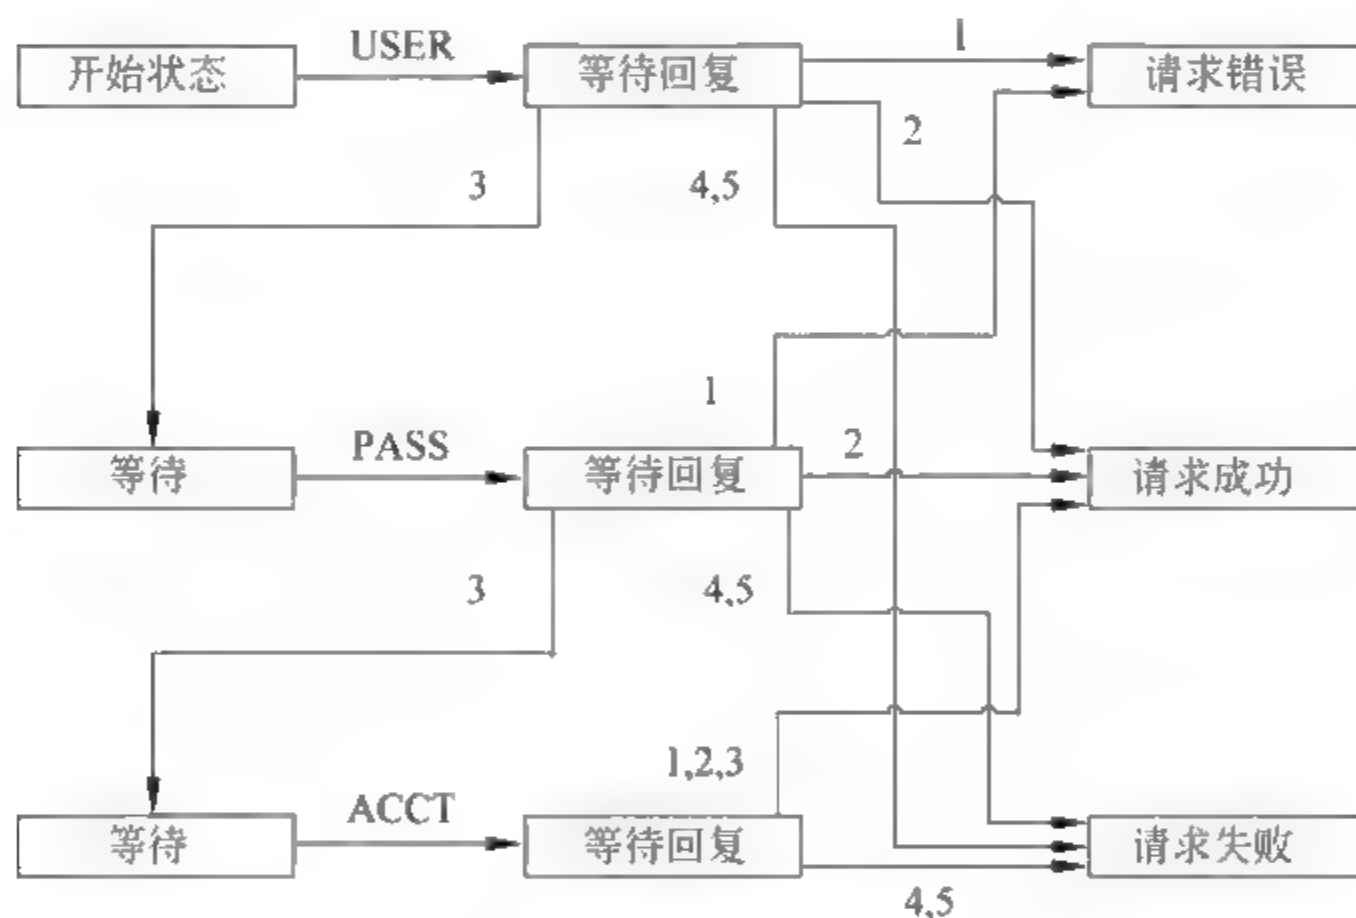 USER
1
开始状态
等待回复
请求错误
2
3
4,5
1
PASS
2
等待
等待回复
请求成功
3
4,5
1,2,3
ACCT
等待
等待回复
请求失败
4,5